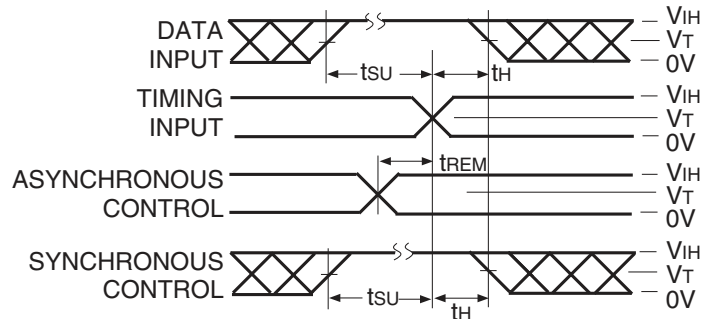 DATA
INPUT
VIH
VT
0V
tSU
tH
TIMING
INPUT
VIH
VT
0V
tREM
ASYNCHRONOUS
CONTROL
VIH
VT
0V
SYNCHRONOUS
CONTROL
VIH
VT
0V
tSU
tH